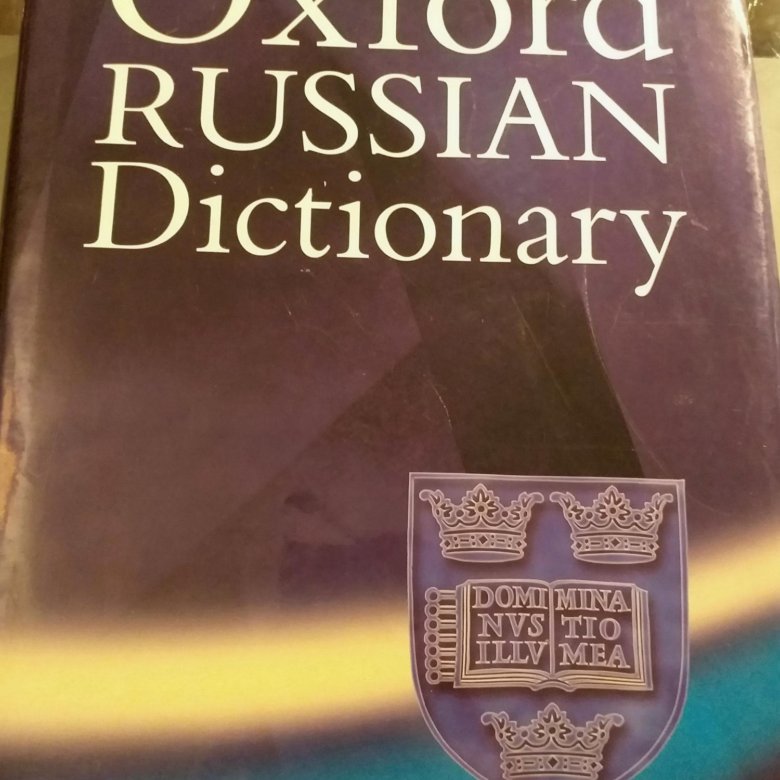 Oxford
RUSSIAN
Dictionary
DOMI MINA
NVS TIO
ILLV MEA